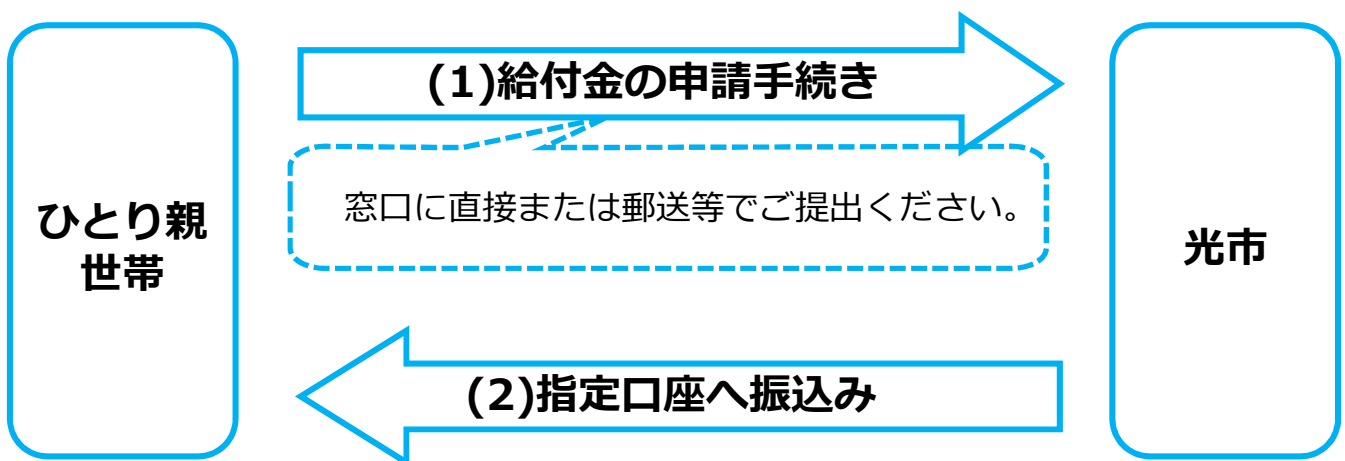 (1)給付金の申請手続き
窓口に直接または郵送等でご提出ください。
ひとり親
世帯
光市
(2)指定口座へ振込み